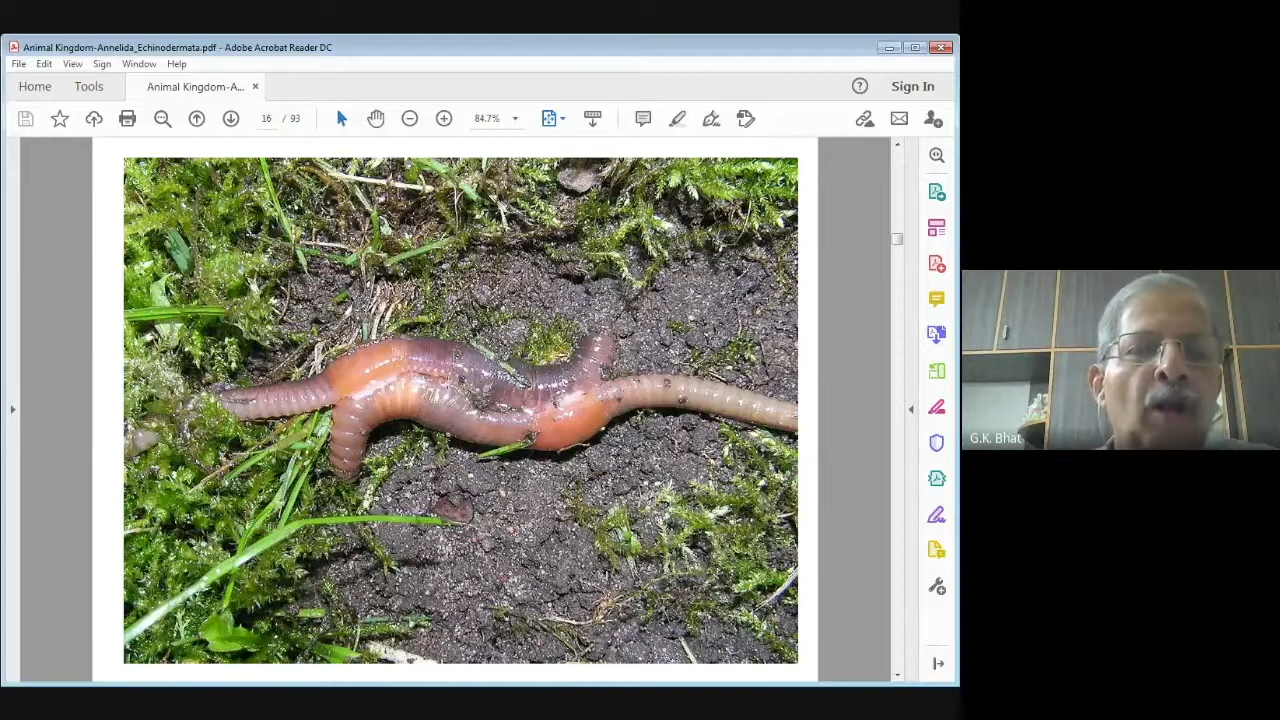 Animal Kingdom-Annelida_Echinodermata.pdf - Adobe Acrobat Reader DC
File Edit View Sign Window Help
Home Tools Animal Kingdom-A... Sign In
16 / 93 84.7%
G.K. Bhat